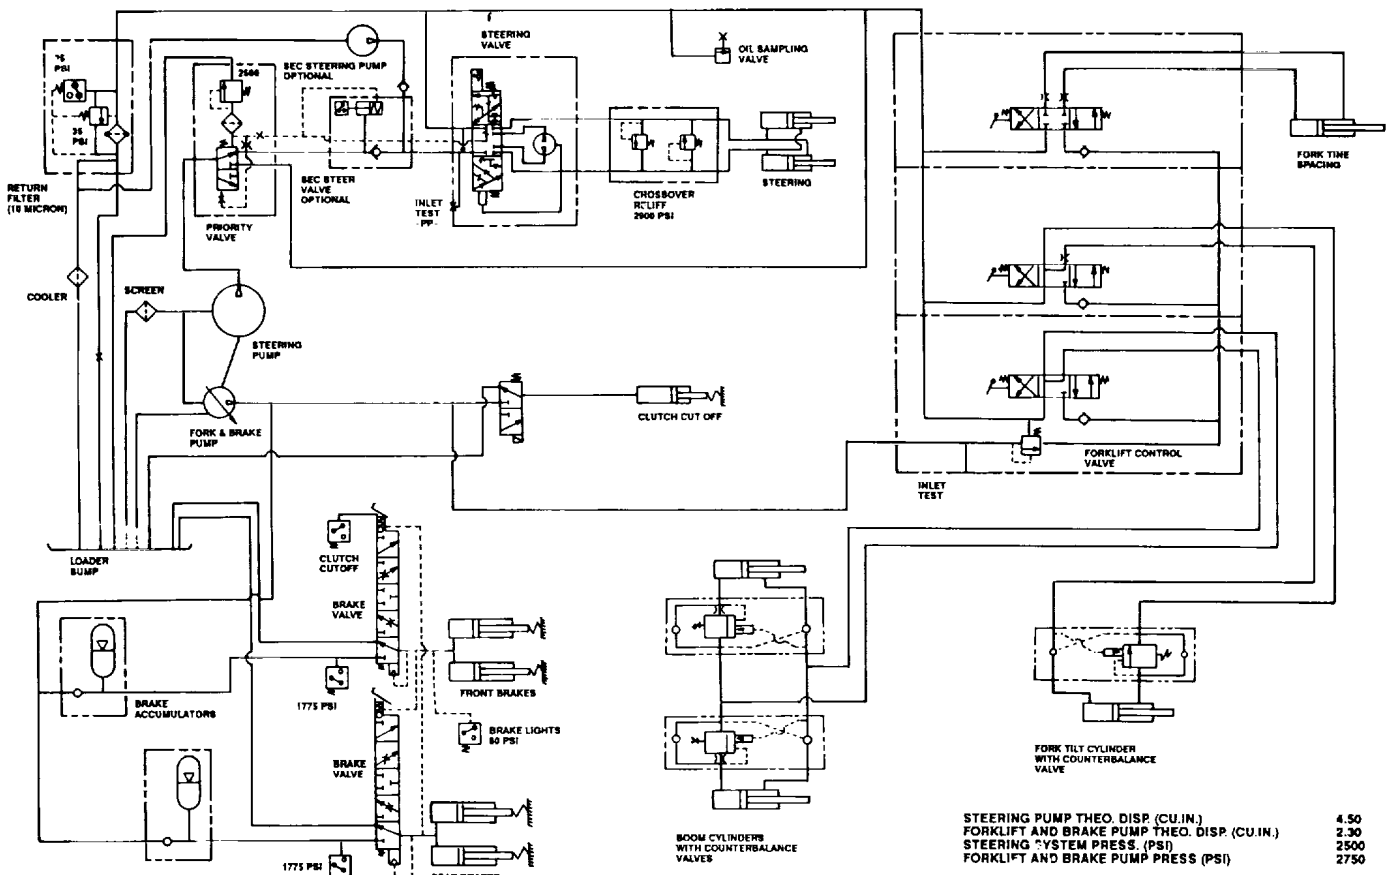 STEERING
VALVE
OIL SAMPLING
VALVE
PSI
2500
SEC STEERING PUMP
OPTIONAL
PSI
RETURN
FILTER
(10 MICRON)
SEC STEER
VALVE
OPTIONAL
INLET
TEST
CROSSOVER
RELIFF
2900 PSI
STEERING
FORK TINE
SPACING
PRIORITY
VALVE
COOLER
SCREEN
STEERING
PUMP
FORK & BRAKE
PUMP
CLUTCH CUT OFF
FORKLIFT CONTROL
VALVE
INLET
TEST
LOADER
SUMP
CLUTCH
CUTOFF
BRAKE
VALVE
FRONT BRAKES
1775 PSI
BRAKE
ACCUMULATORS
BRAKE LIGHTS
60 PSI
BRAKE
VALVE
1775 PSI
FORK TILT CYLINDER
WITH COUNTERBALANCE
VALVE
BOOM CYLINDERS
WITH COUNTERBALANCE
VALVES
STEERING PUMP THEO. DISP. (CU.IN.) 4.50
FORKLIFT AND BRAKE PUMP THEO. DISP. (CU.IN.) 2.30
STEERING SYSTEM PRESS. (PSI) 2500
FORKLIFT AND BRAKE PUMP PRESS (PSI) 2750